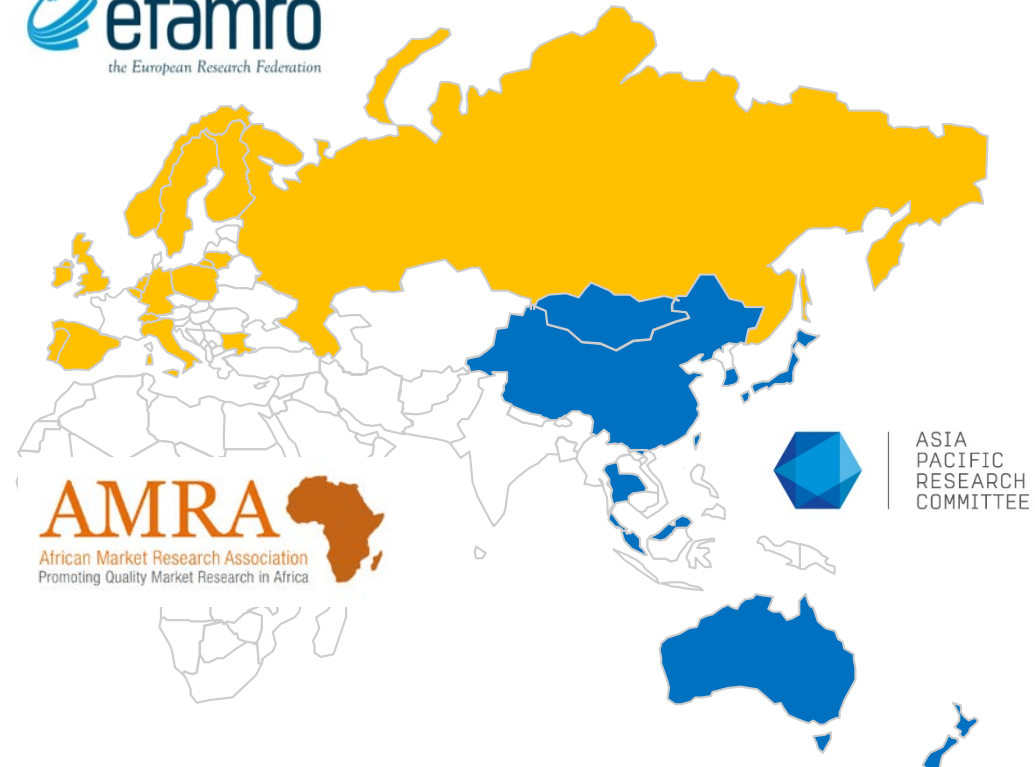 efamro
the European Research Federation
ASIA
PACIFIC
RESEARCH
COMMITTEE
AMRA
African Market Research Association
Promoting Quality Market Research in Africa